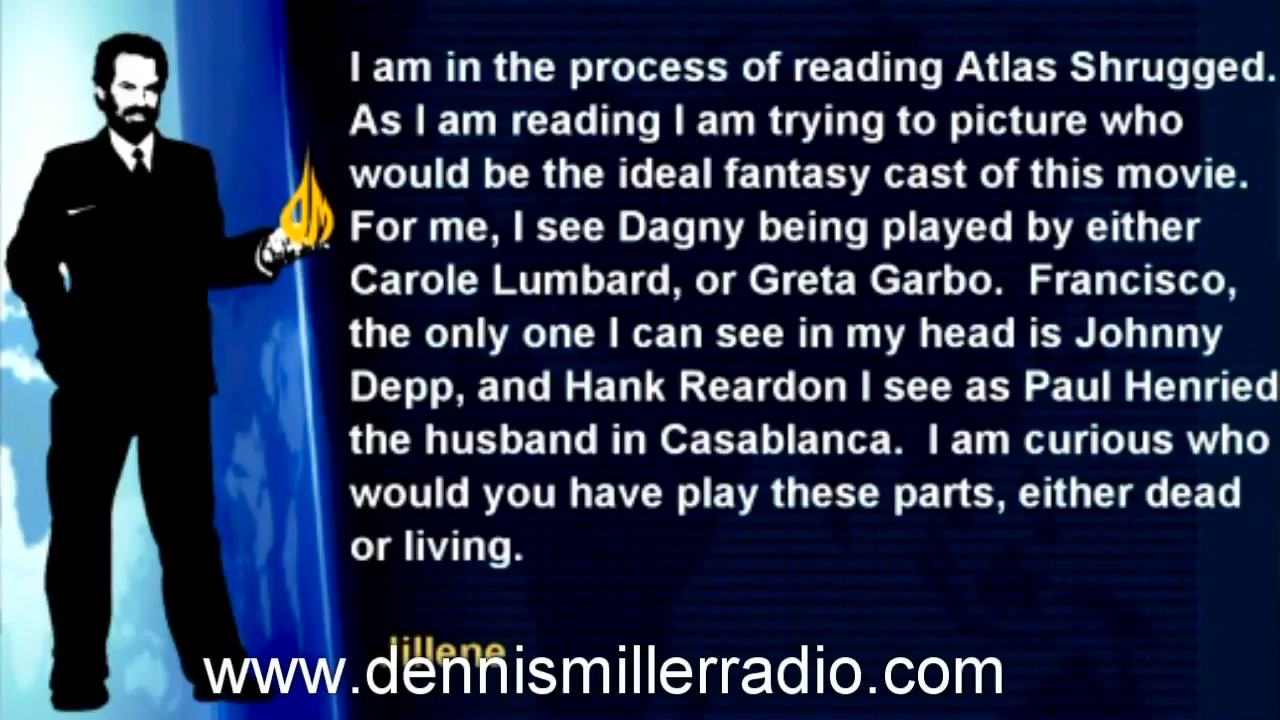 I am in the process of reading Atlas Shrugged.
As I am reading I am trying to picture who
would be the ideal fantasy cast of this movie.
For me, I see Dagny being played by either
Carole Lumbard, or Greta Garbo.  Francisco,
the only one I can see in my head is Johnny
Depp, and Hank Reardon I see as Paul Henried
the husband in Casablanca.  I am curious who
would you have play these parts, either dead
or living.
DM
jillene
www.dennismillerradio.com